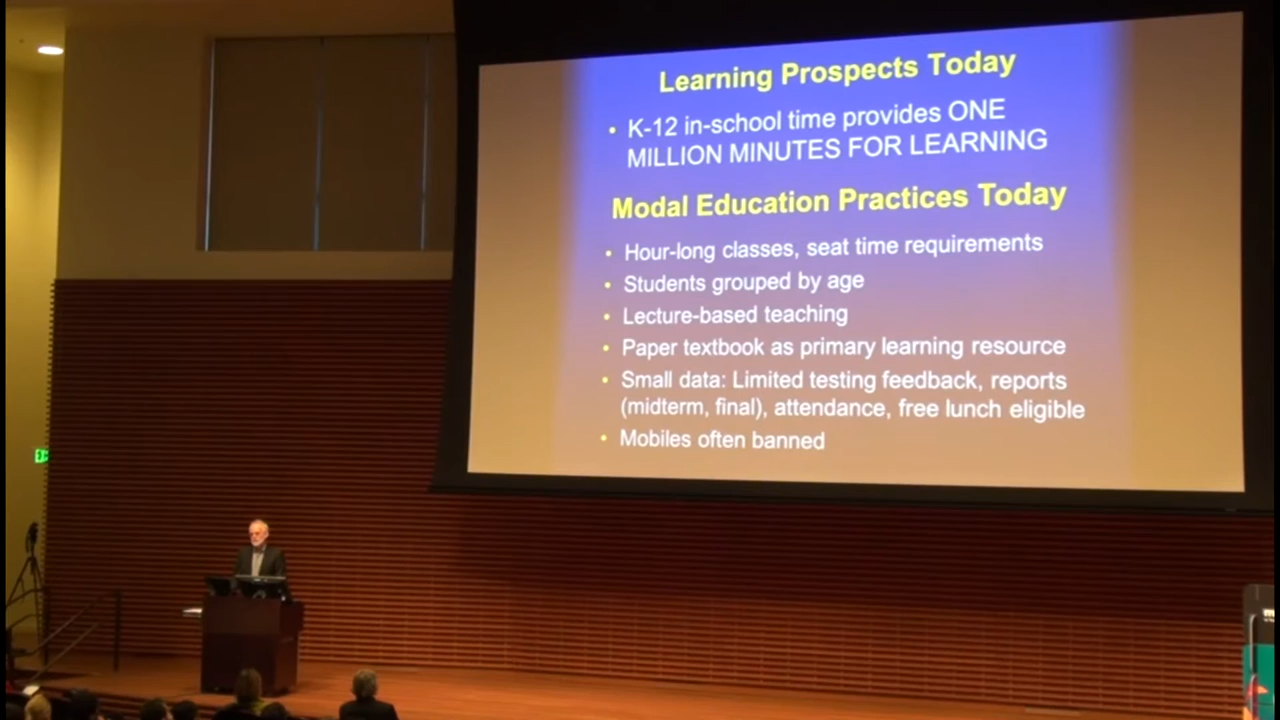 Learning Prospects Today
• K-12 in-school time provides ONE
MILLION MINUTES FOR LEARNING
Modal Education Practices Today
• Hour-long classes, seat time requirements
• Students grouped by age
• Lecture-based teaching
• Paper textbook as primary learning resource
• Small data: Limited testing feedback, reports
(midterm, final), attendance, free lunch eligible
• Mobiles often banned